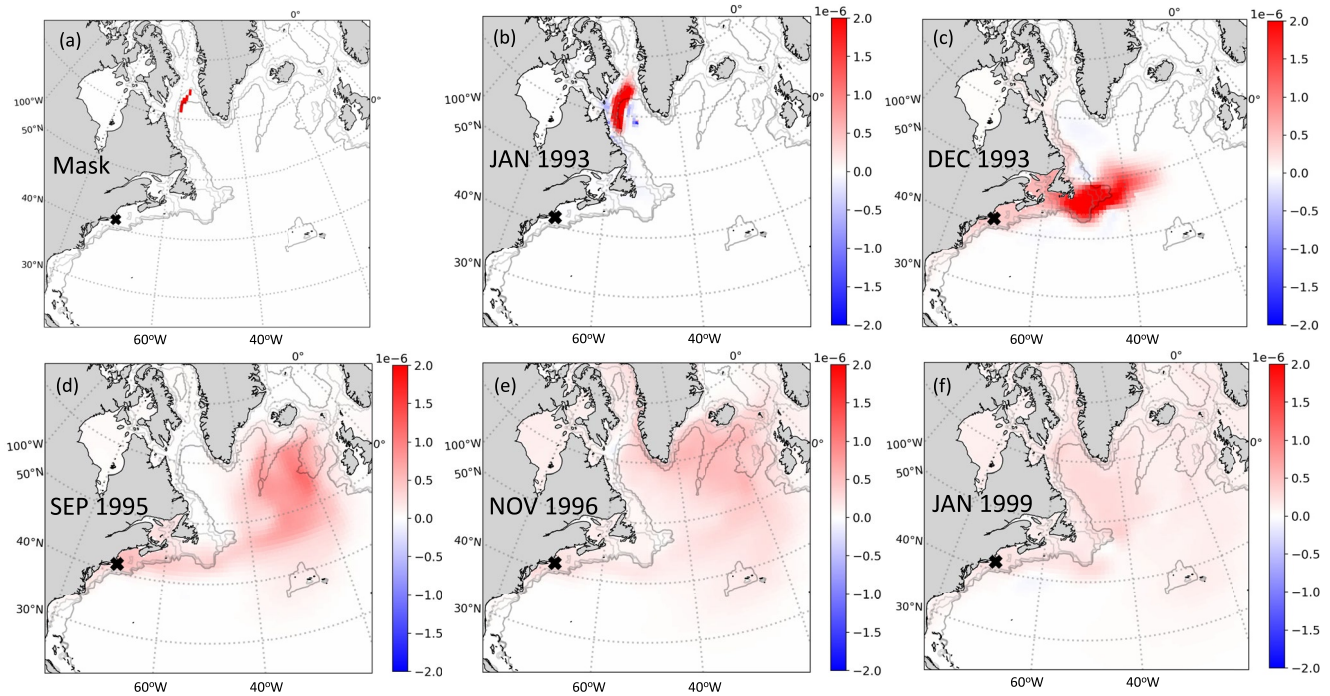 0°
(a)
100°W
0°
50°N
Mask
40°N
30°N
60°W
40°W
0°
1e−6
(b)
2.0
1.5
100°W
0°
1.0
50°N
0.5
JAN 1993
0.0
40°N
−0.5
−1.0
30°N
−1.5
−2.0
60°W
40°W
0°
1e−6
(c)
2.0
1.5
100°W
0°
1.0
50°N
0.5
DEC 1993
0.0
40°N
−0.5
−1.0
30°N
−1.5
−2.0
60°W
40°W
0°
1e−6
(d)
2.0
1.5
100°W
0°
1.0
50°N
0.5
SEP 1995
0.0
40°N
−0.5
−1.0
30°N
−1.5
−2.0
60°W
40°W
0°
1e−6
(e)
2.0
1.5
100°W
0°
1.0
50°N
0.5
NOV 1996
0.0
40°N
−0.5
−1.0
30°N
−1.5
−2.0
60°W
40°W
0°
1e−6
(f)
2.0
1.5
100°W
0°
1.0
50°N
0.5
JAN 1999
0.0
40°N
−0.5
−1.0
30°N
−1.5
−2.0
60°W
40°W